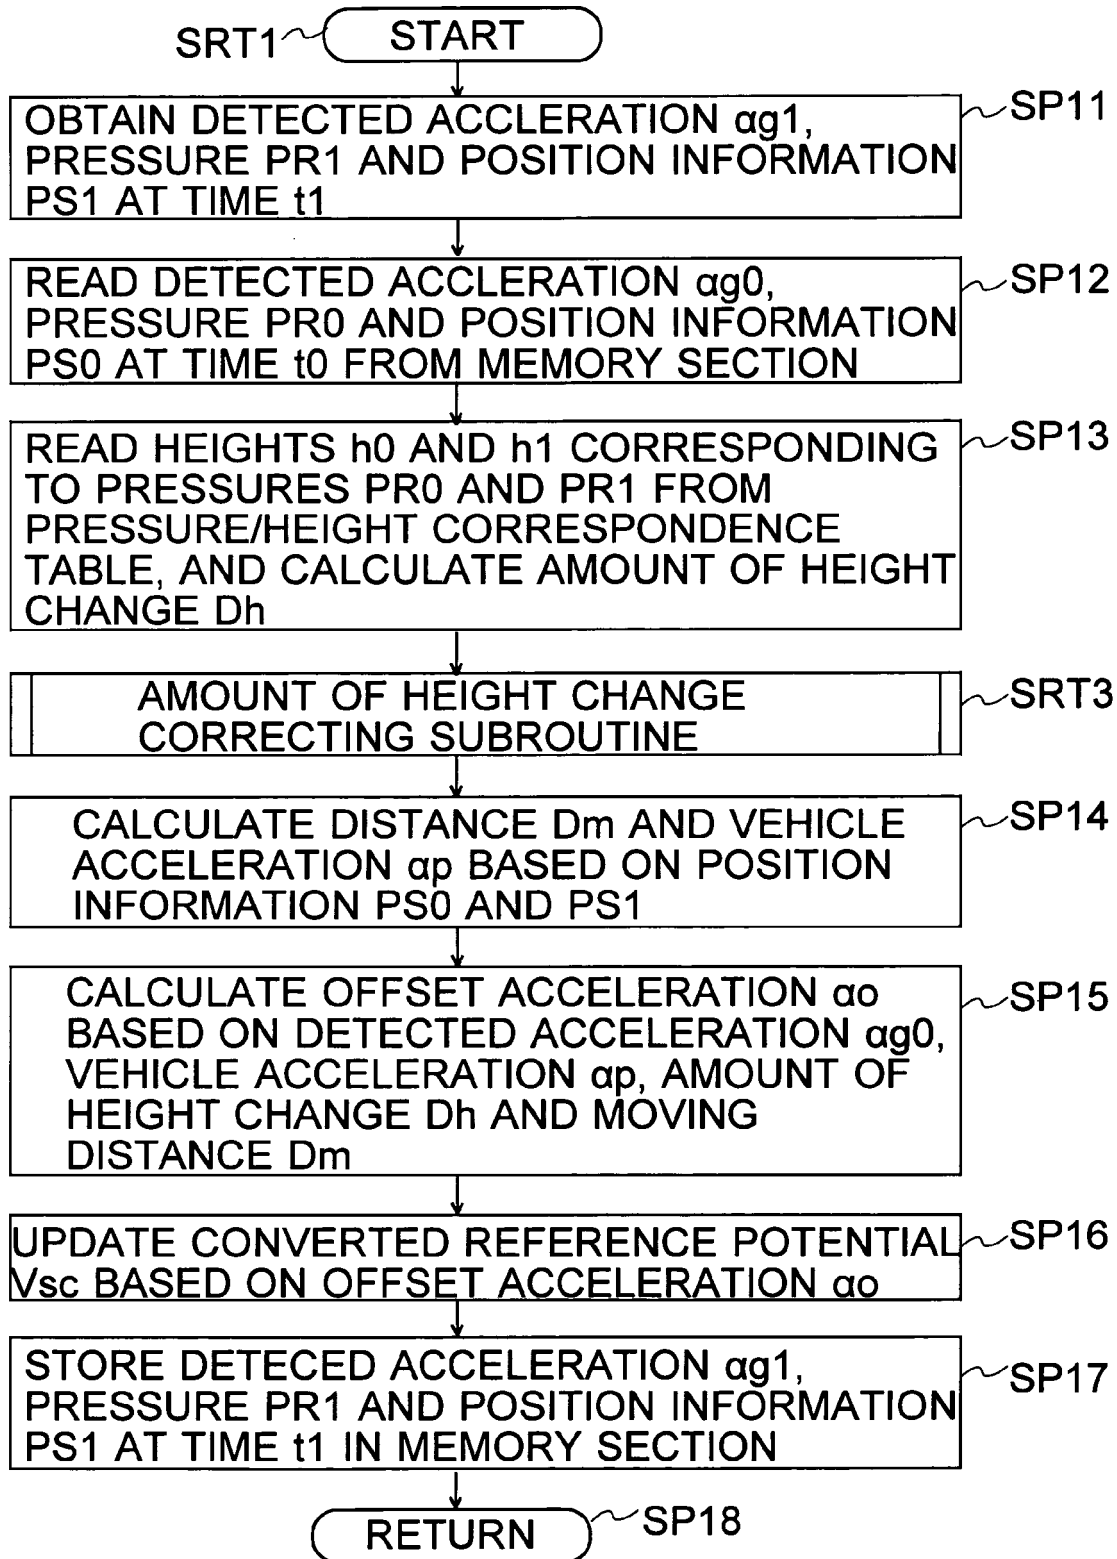 SRT1
START
SP11
OBTAIN DETECTED ACCLERATION αg1,
PRESSURE PR1 AND POSITION INFORMATION
PS1 AT TIME t1
SP12
READ DETECTED ACCLERATION αg0,
PRESSURE PR0 AND POSITION INFORMATION
PS0 AT TIME t0 FROM MEMORY SECTION
SP13
READ HEIGHTS h0 AND h1 CORRESPONDING
TO PRESSURES PR0 AND PR1 FROM
PRESSURE/HEIGHT CORRESPONDENCE
TABLE, AND CALCULATE AMOUNT OF HEIGHT
CHANGE Dh
SRT3
AMOUNT OF HEIGHT CHANGE
CORRECTING SUBROUTINE
SP14
CALCULATE DISTANCE Dm AND VEHICLE
ACCELERATION αp BASED ON POSITION
INFORMATION PS0 AND PS1
SP15
CALCULATE OFFSET ACCELERATION αo
BASED ON DETECTED ACCELERATION αg0,
VEHICLE ACCELERATION αp, AMOUNT OF
HEIGHT CHANGE Dh AND MOVING
DISTANCE Dm
SP16
UPDATE CONVERTED REFERENCE POTENTIAL
Vsc BASED ON OFFSET ACCELERATION αo
SP17
STORE DETECED ACCELERATION αg1,
PRESSURE PR1 AND POSITION INFORMATION
PS1 AT TIME t1 IN MEMORY SECTION
SP18
RETURN